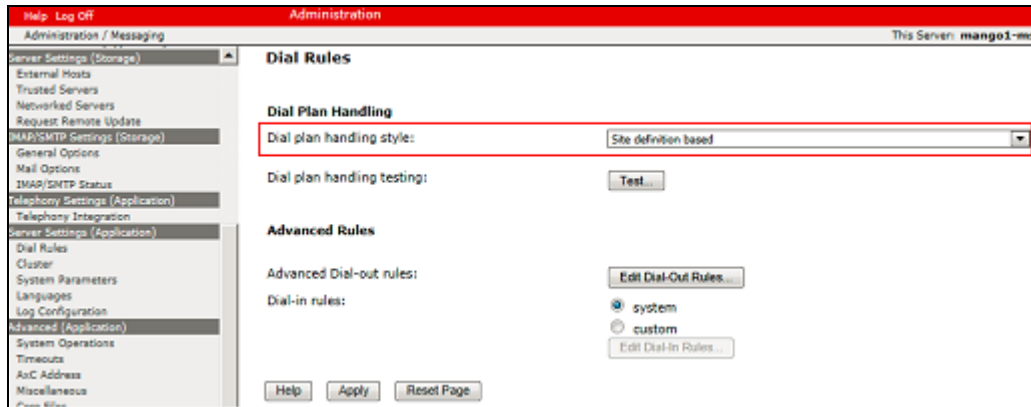 Help Log Off Administration
Administration / Messaging This Server: mango1-ms
Server Settings (Storage)
External Hosts
Trusted Servers
Networked Servers
Request Remote Update
IMAP/SMTP Settings (Storage)
General Options
Mail Options
IMAP/SMTP Status
Telephony Settings (Application)
Telephony Integration
Server Settings (Application)
Dial Rules
Cluster
System Parameters
Languages
Log Configuration
Advanced (Application)
System Operations
Timeouts
AxC Address
Miscellaneous
Core Files
Dial Rules
Dial Plan Handling
Dial plan handling style: Site definition based
Dial plan handling testing: Test...
Advanced Rules
Advanced Dial-out rules: Edit Dial-Out Rules...
Dial-in rules: system
custom
Edit Dial-In Rules...
Help Apply Reset Page